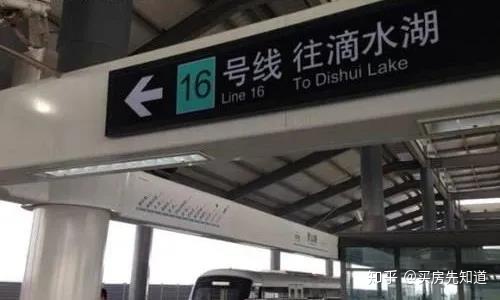 16 号线 往滴水湖
Line 16 To Dishui Lake
知乎 @买房先知道